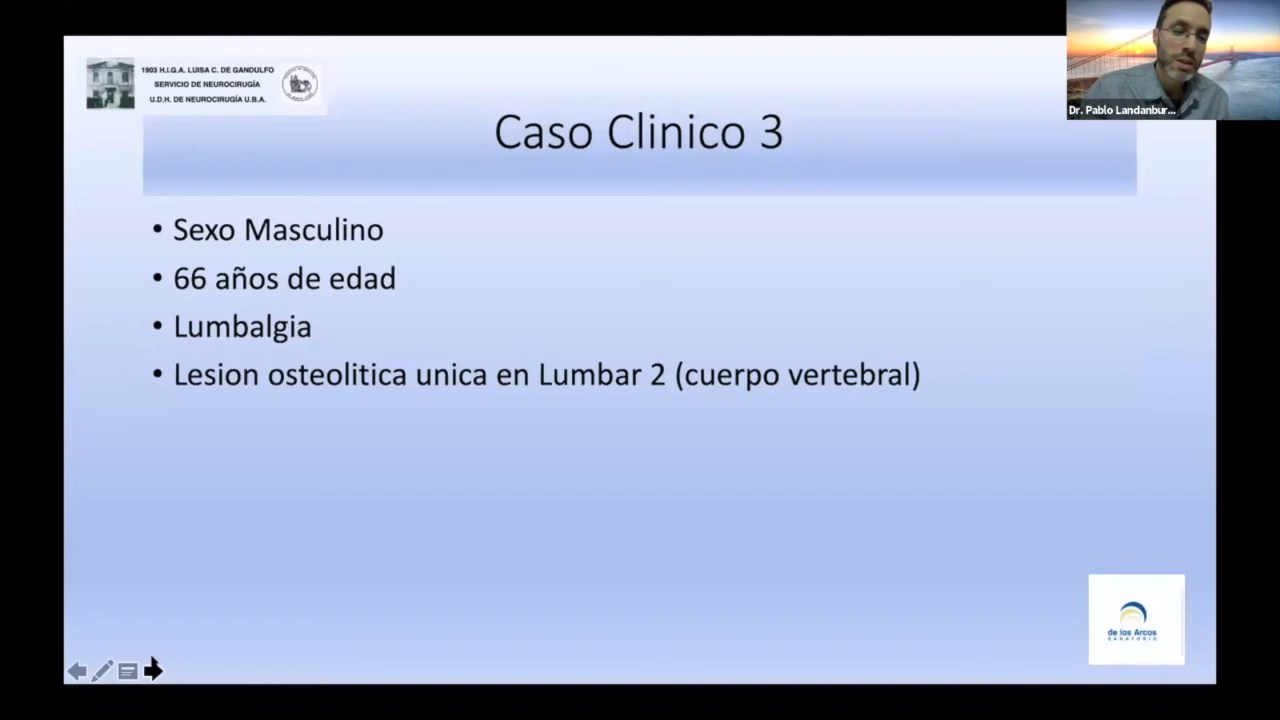 1903 H.I.G.A. LUISA C. DE GANDULFO
SERVICIO DE NEUROCIRUGÍA
U.D.H. DE NEUROCIRUGÍA U.B.A.
Dr. Pablo Landanbur...
Caso Clinico 3
• Sexo Masculino
• 66 años de edad
• Lumbalgia
• Lesion osteolitica unica en Lumbar 2 (cuerpo vertebral)
de los Arcos
SANATORIO